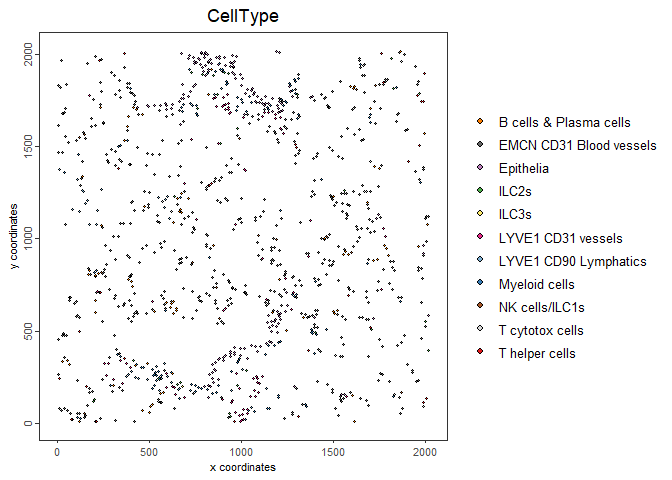 CellType
2000
1500
1000
500
0
y coordinates
0
500
1000
1500
2000
x coordinates
B cells & Plasma cells
EMCN CD31 Blood vessels
Epithelia
ILC2s
ILC3s
LYVE1 CD31 vessels
LYVE1 CD90 Lymphatics
Myeloid cells
NK cells/ILC1s
T cytotox cells
T helper cells